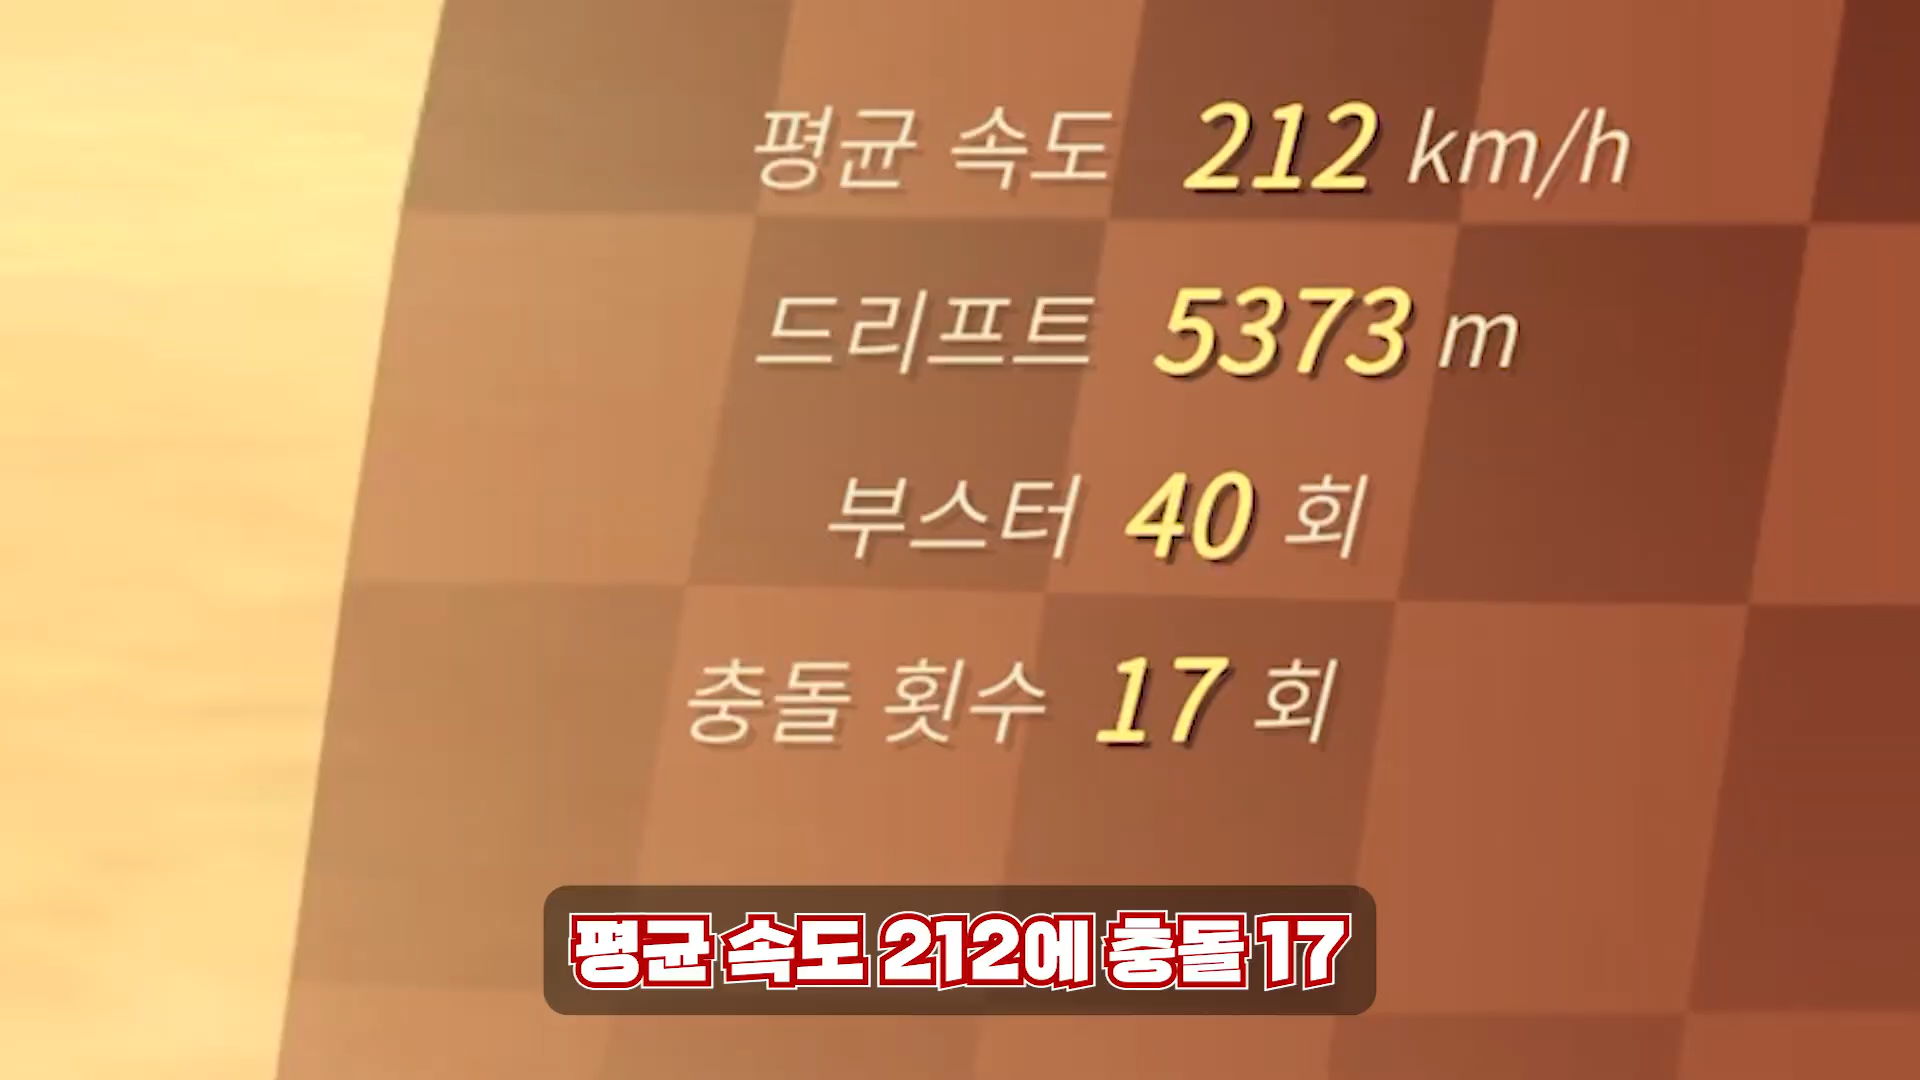 평균 속도 212 km/h
드리프트 5373 m
부스터 40 회
충돌 횟수 17 회
평균 속도 212에 충돌 17